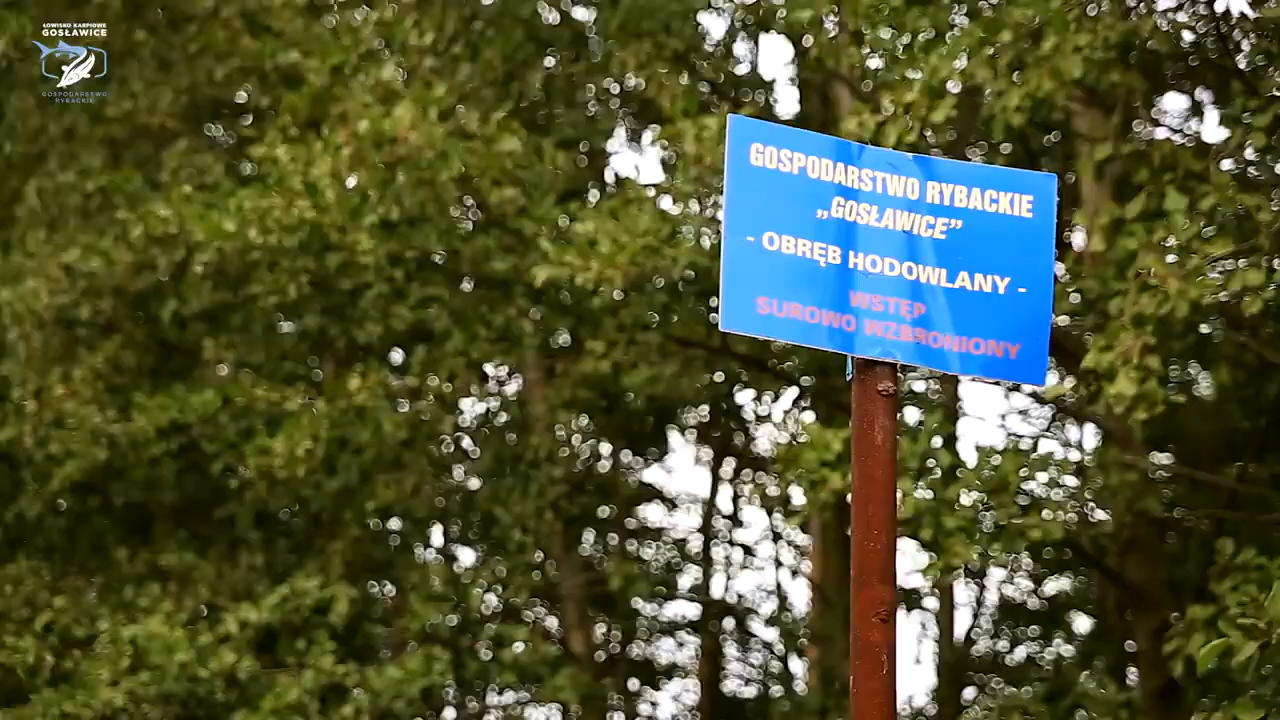 ŁOWISKO KARPIOWE
GOSŁAWICE
GOSPODARSTWO
RYBACKIE
GOSPODARSTWO RYBACKIE
„GOSŁAWICE”
- OBRĘB HODOWLANY -
WSTĘP
SUROWO WZBRONIONY